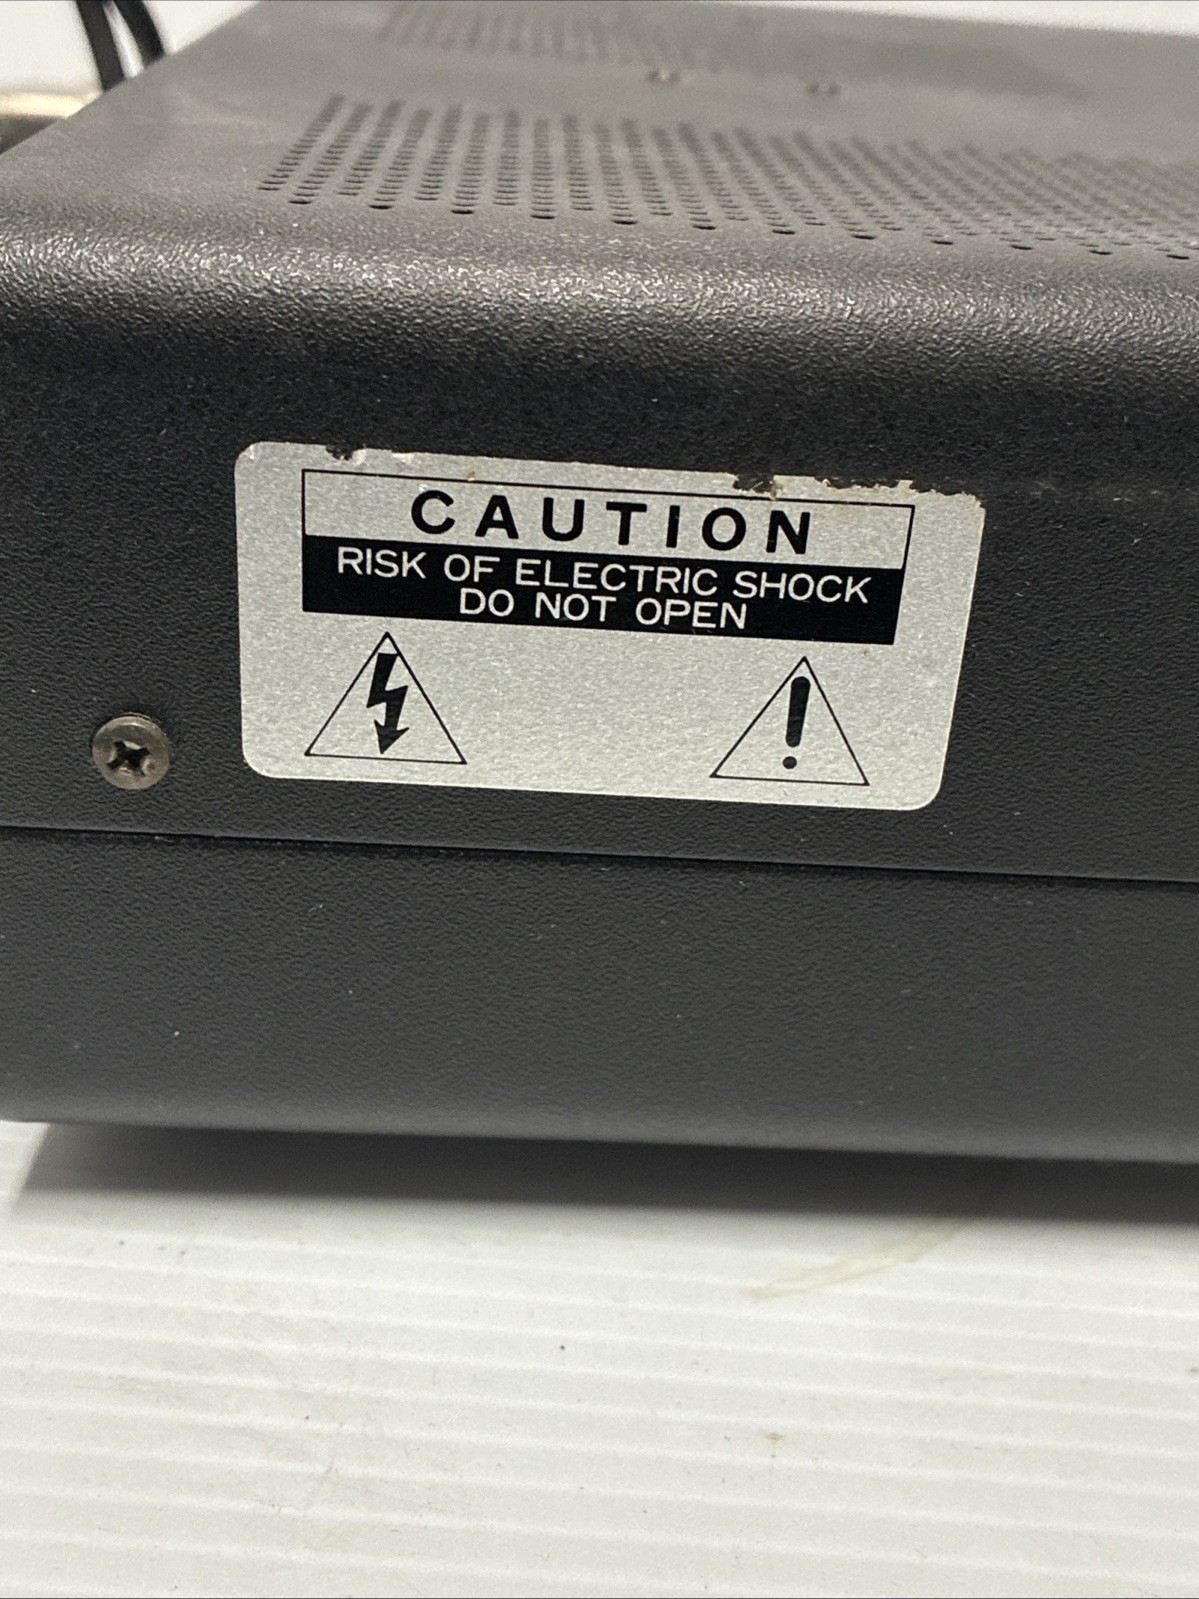 CAUTION
RISK OF ELECTRIC SHOCK
DO NOT OPEN
!